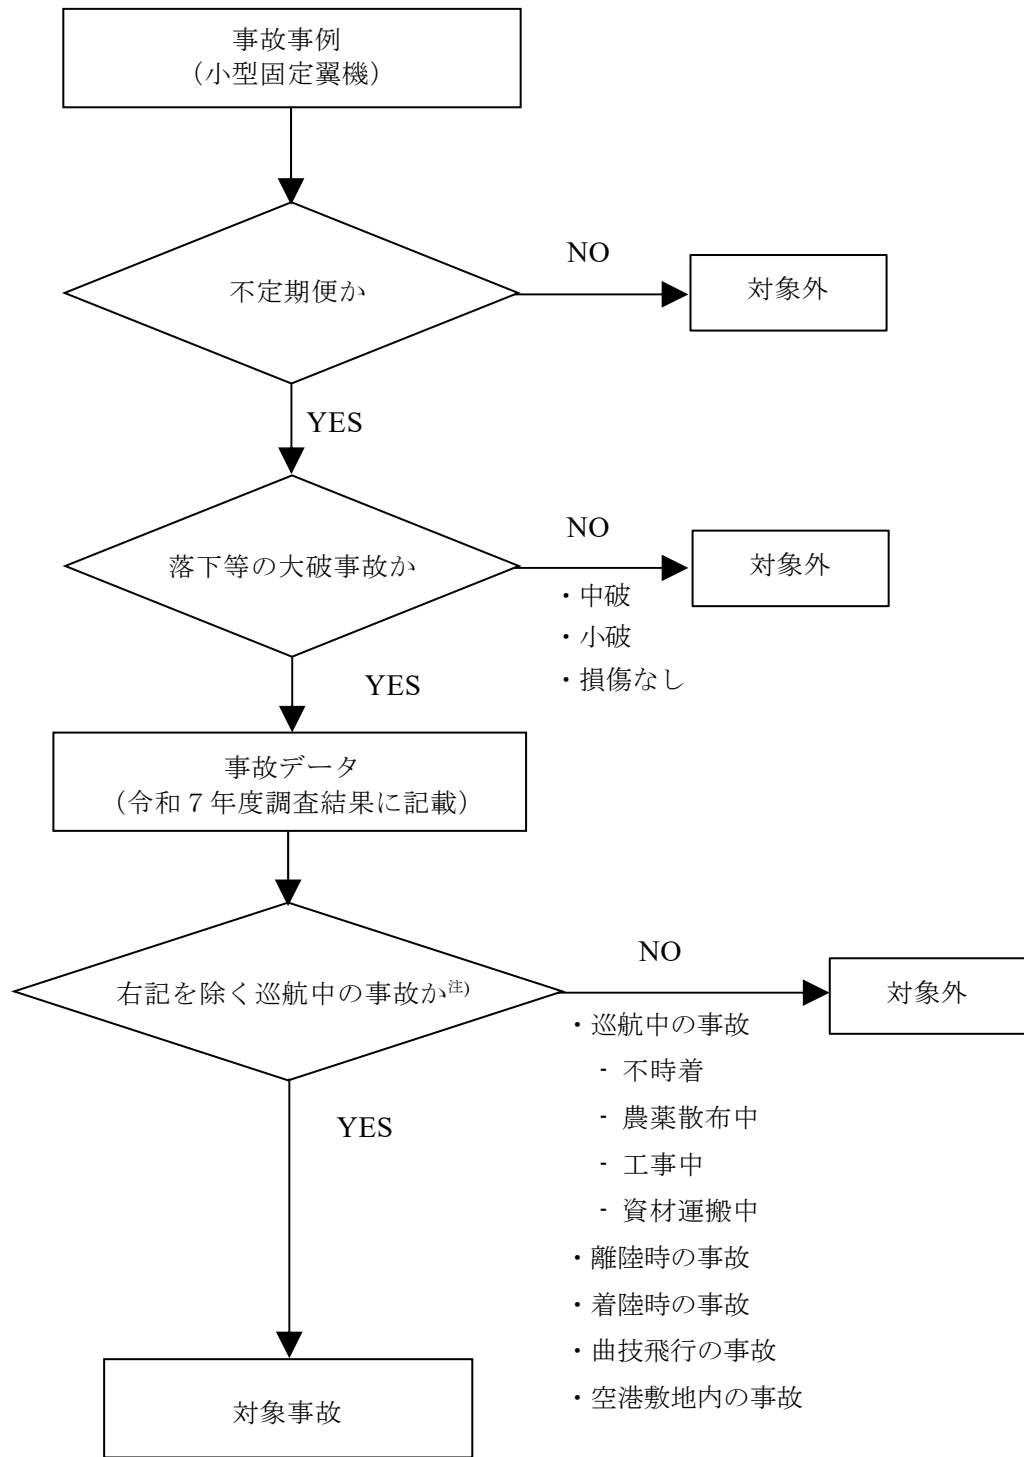 事故事例
（小型固定翼機）
不定期便か
NO
対象外
YES
落下等の大破事故か
NO
対象外
・中破
・小破
・損傷なし
YES
事故データ
（令和７年度調査結果に記載）
右記を除く巡航中の事故か注)
NO
対象外
・巡航中の事故
- 不時着
- 農薬散布中
- 工事中
- 資材運搬中
・離陸時の事故
・着陸時の事故
・曲技飛行の事故
・空港敷地内の事故
YES
対象事故